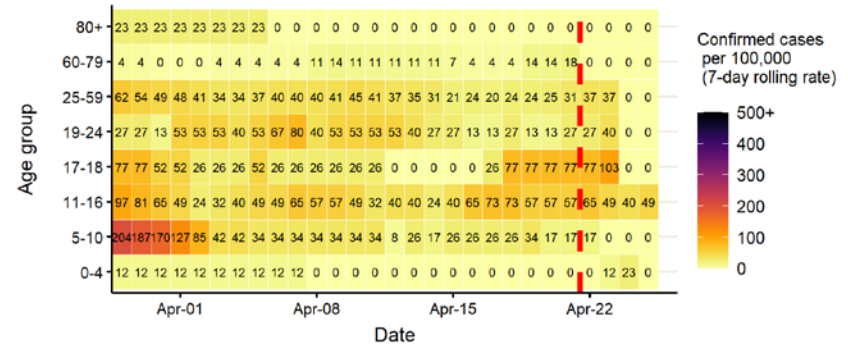 80+ 23 23 23 23 23 23 23 23 0 0 0 0 0 0 0 0 0 0 0 0 0 0 0 0 0 0 0 0
60-79 4 4 0 0 0 4 4 4 4 4 11 14 11 11 11 11 11 7 4 4 4 14 14 18 0 0 0 0
25-59 62 54 49 48 41 34 34 37 40 40 40 41 45 41 37 35 31 21 24 20 24 24 25 31 37 37 0 0
19-24 27 27 13 53 53 53 40 53 67 80 40 53 53 53 53 40 27 27 13 13 27 13 13 27 27 40 0 0
17-18 77 77 52 52 26 26 26 52 26 26 26 26 26 26 0 0 0 0 0 26 77 77 77 77 77 103 0 0
11-16 97 81 65 49 24 32 40 49 49 65 57 57 49 32 40 40 24 40 65 73 73 57 57 57 65 49 40 49
5-10 204 187 170 127 85 42 42 34 34 34 34 34 34 34 8 26 17 26 26 26 26 34 17 17 17 0 0 0
0-4 12 12 12 12 12 12 12 12 12 12 0 0 0 0 0 0 0 0 0 0 0 0 0 0 0 12 23 0
Apr-01 Apr-08 Apr-15 Apr-22
Date
Age group
Confirmed cases
per 100,000
(7-day rolling rate)
500+
400
300
200
100
0